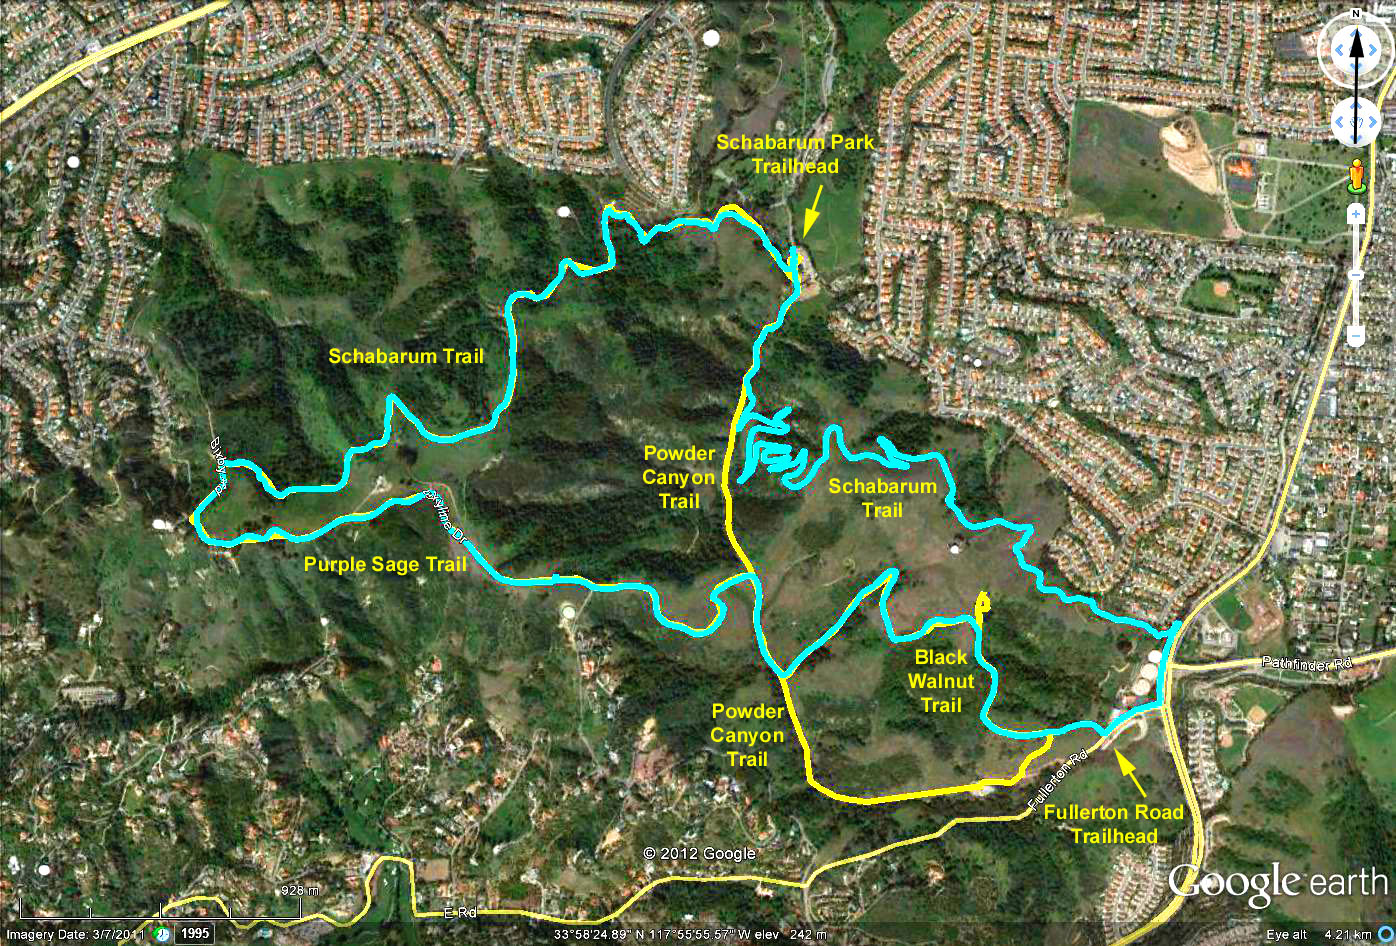 N
Schabarum Park
Trailhead
Schabarum Trail
Powder
Canyon
Trail
Schabarum
Trail
Purple Sage Trail
Black
Walnut
Trail
Pathfinder Rd
Powder
Canyon
Trail
Fullerton Rd
Fullerton Road
Trailhead
© 2012 Google
Google earth
928 m
E Rd
Imagery Date: 3/7/2011
1995
33°58'24.89" N 117°55'55.57" W elev 242 m
Eye alt 4.21 km